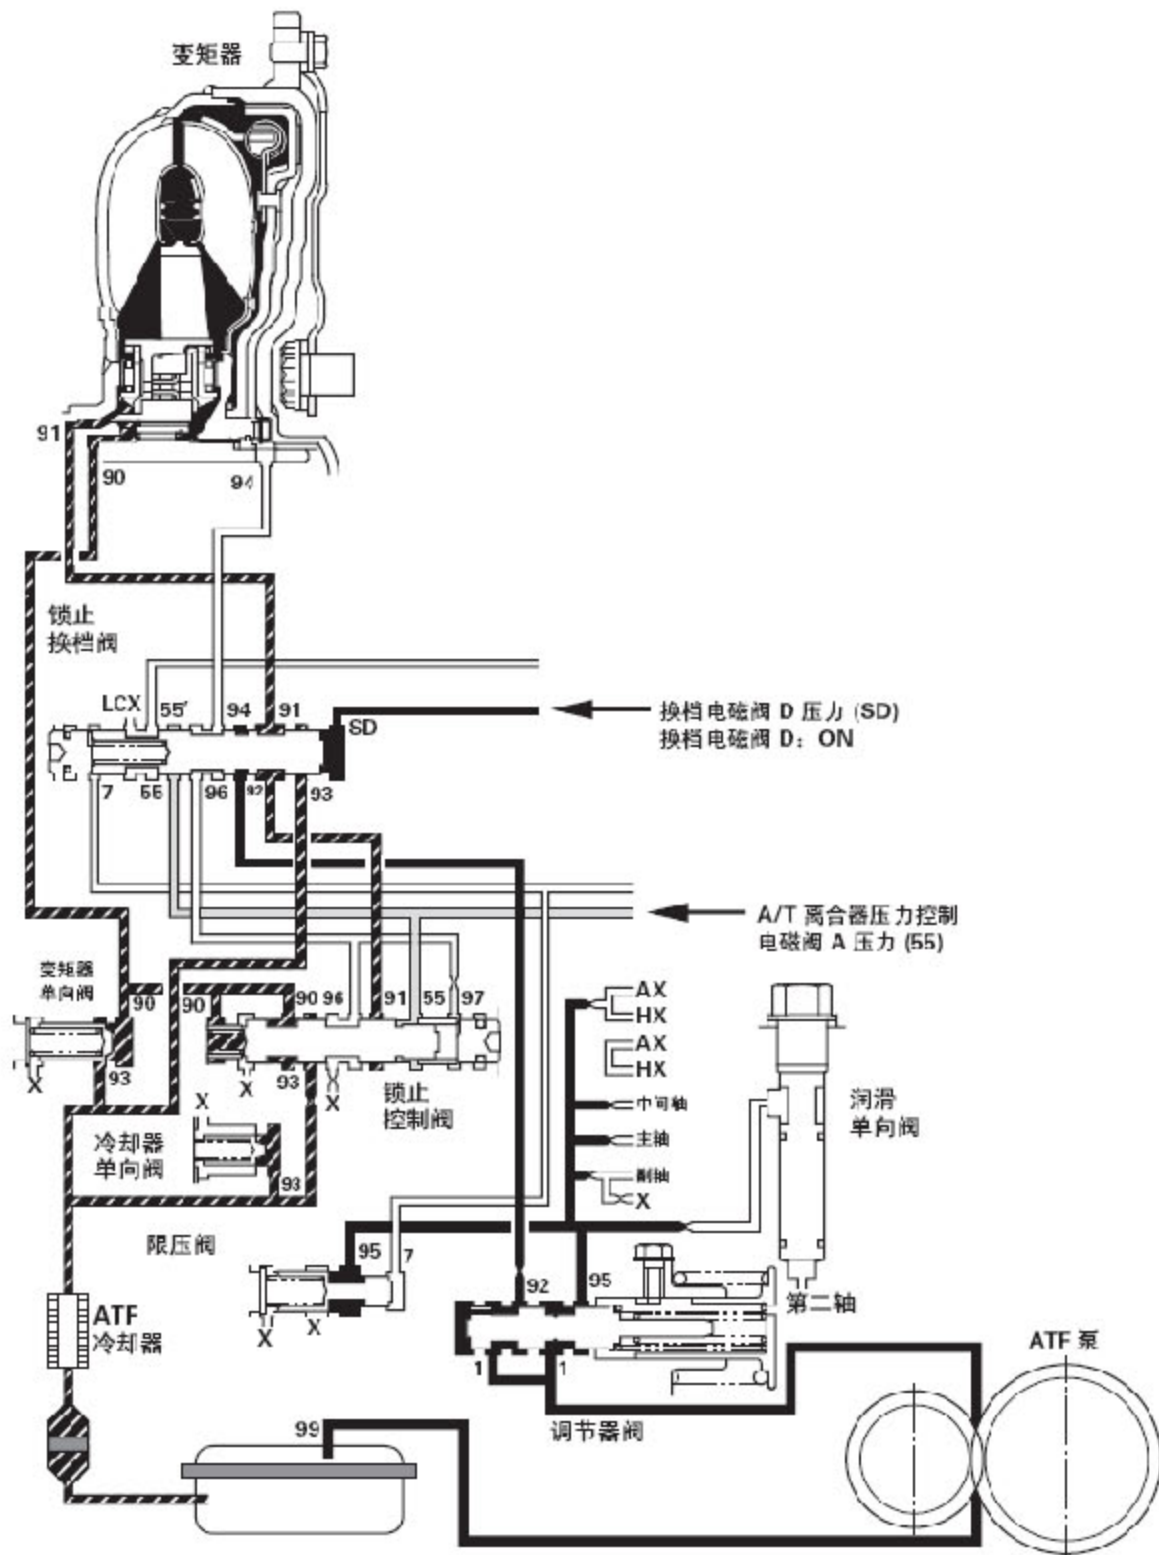 变矩器
91
90
94
锁止
换档阀
LCX 55' 94 91
SD
换档电磁阀 D 压力 (SD)
换档电磁阀 D：ON
7 55 96 92 93
A/T 离合器压力控制
电磁阀 A 压力 (55)
变矩器
单向阀
90 90 90 96 91 55 97
AX
HX
AX
HX
X 93 X 93 X
锁止
控制阀
中间轴
润滑
单向阀
X
冷却器
单向阀
主轴
93
副轴
X
限压阀
95 7
92 95
第二轴
ATF
冷却器
X X
ATF 泵
1 1
99
调节器阀